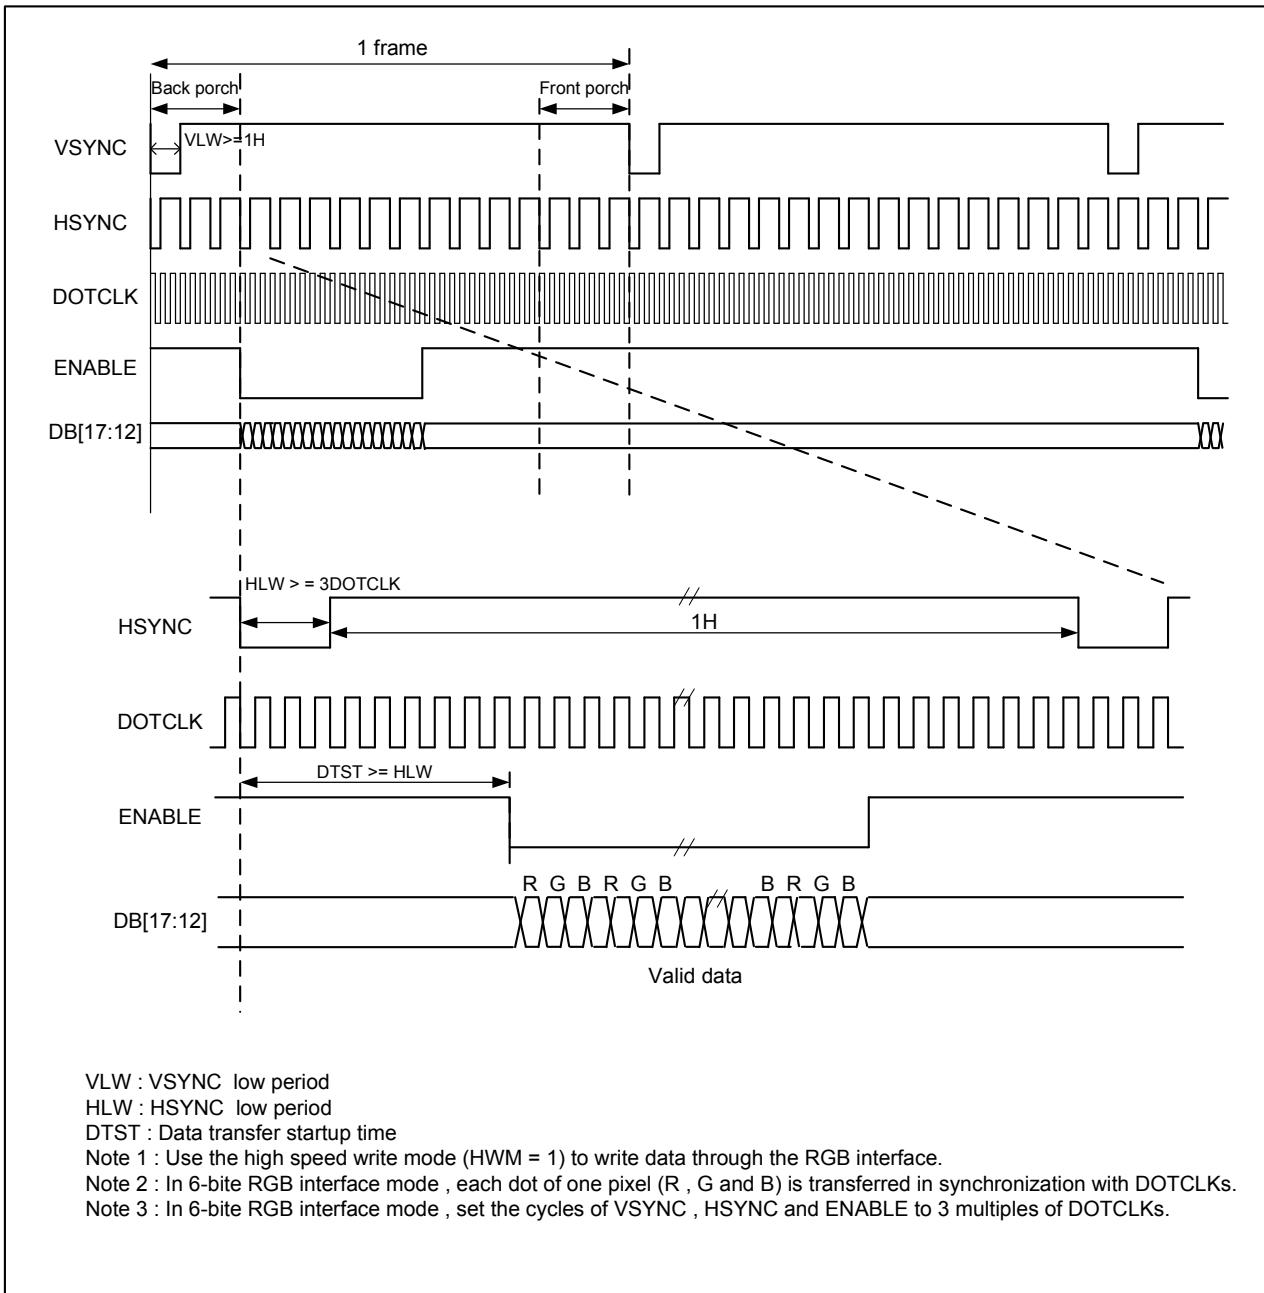 1 frame
Back porch
Front porch
VLW>=1H
VSYNC
HSYNC
DOTCLK
ENABLE
DB[17:12]
HLW > = 3DOTCLK
HSYNC
1H
DOTCLK
DTST >= HLW
ENABLE
R G B R G B B R G B
DB[17:12]
Valid data
VLW : VSYNC low period
HLW : HSYNC low period
DTST : Data transfer startup time
Note 1 : Use the high speed write mode (HWM = 1) to write data through the RGB interface.
Note 2 : In 6-bite RGB interface mode , each dot of one pixel (R , G and B) is transferred in synchronization with DOTCLKs.
Note 3 : In 6-bite RGB interface mode , set the cycles of VSYNC , HSYNC and ENABLE to 3 multiples of DOTCLKs.